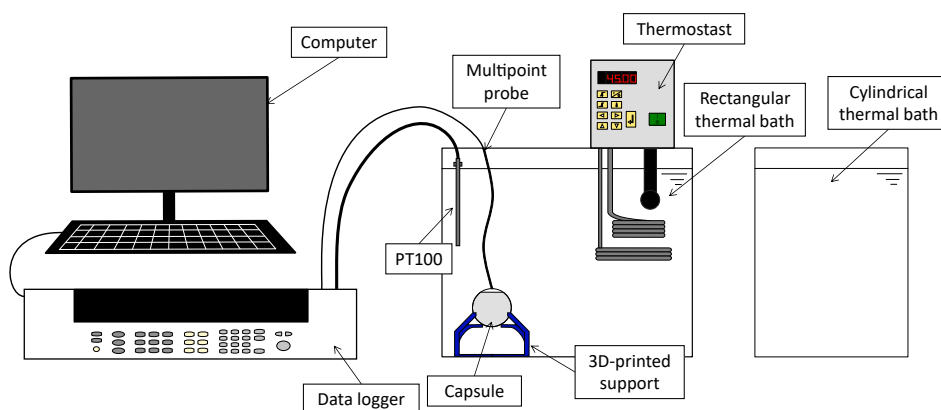 Computer
Multipoint
probe
Thermostast
45.00
Rectangular
thermal bath
Cylindrical
thermal bath
PT100
Data logger
Capsule
3D-printed
support